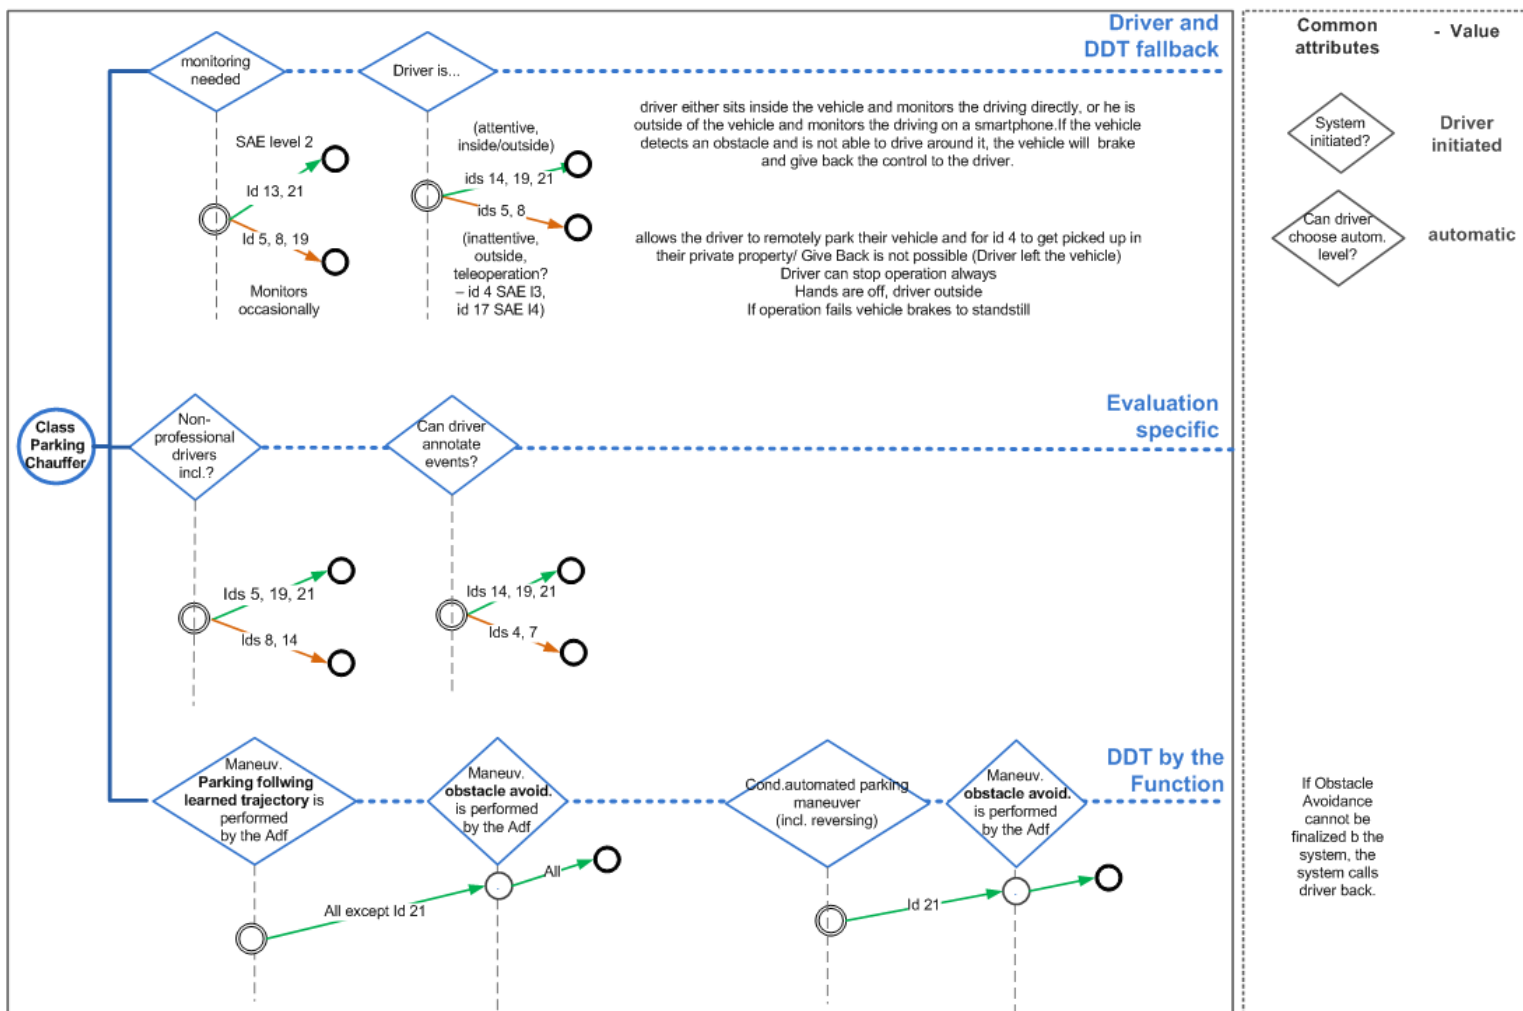 Driver and
DDT fallback
monitoring
needed
Driver is...
SAE level 2
Id 13, 21
Id 5, 8, 19
Monitors
occasionally
(attentive,
inside/outside)
ids 14, 19, 21
ids 5, 8
(inattentive,
outside,
teleoperation?
– id 4 SAE l3,
id 17 SAE l4)
driver either sits inside the vehicle and monitors the driving directly, or he is
outside of the vehicle and monitors the driving on a smartphone.If the vehicle
detects an obstacle and is not able to drive around it, the vehicle will brake
and give back the control to the driver.
allows the driver to remotely park their vehicle and for id 4 to get picked up in
their private property/ Give Back is not possible (Driver left the vehicle)
Driver can stop operation always
Hands are off, driver outside
If operation fails vehicle brakes to standstill
Class
Parking
Chauffer
Evaluation
specific
Non-
professional
drivers
incl.?
Can driver
annotate
events?
Ids 5, 19, 21
Ids 8, 14
Ids 14, 19, 21
Ids 4, 7
DDT by the
Function
Maneuv.
Parking follwing
learned trajectory is
performed
by the Adf
Maneuv.
obstacle avoid.
is performed
by the Adf
Cond.automated parking
maneuver
(incl. reversing)
Maneuv.
obstacle avoid.
is performed
by the Adf
All except Id 21
All
Id 21
Common
attributes
- Value
System
initiated?
Driver
initiated
Can driver
choose autom.
level?
automatic
If Obstacle
Avoidance
cannot be
finalized b the
system, the
system calls
driver back.